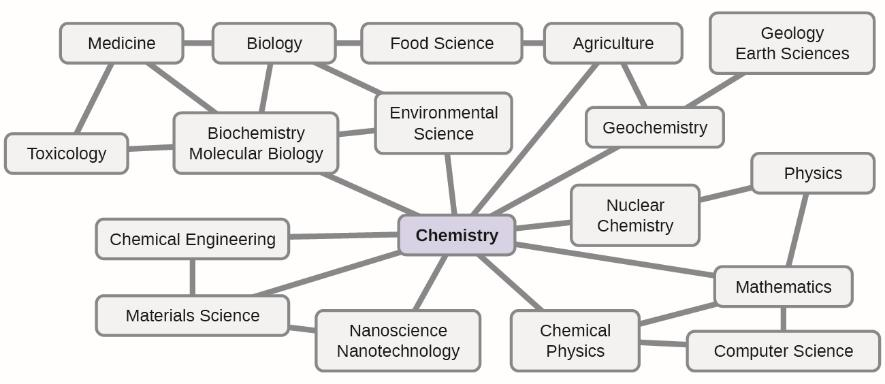 Medicine
Biology
Food Science
Agriculture
Geology
Earth Sciences
Toxicology
Biochemistry
Molecular Biology
Environmental
Science
Geochemistry
Physics
Nuclear
Chemistry
Chemical Engineering
Chemistry
Mathematics
Materials Science
Nanoscience
Nanotechnology
Chemical
Physics
Computer Science